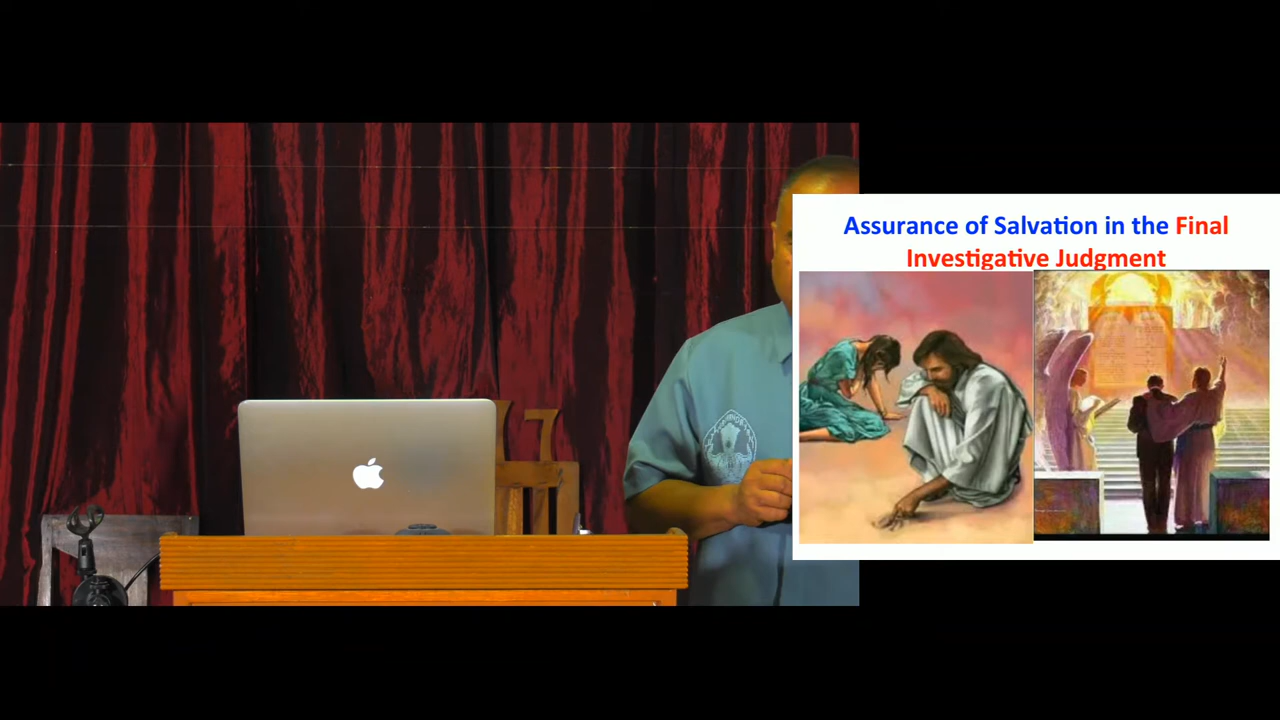 Assurance of Salvation in the Final
Investigative Judgment